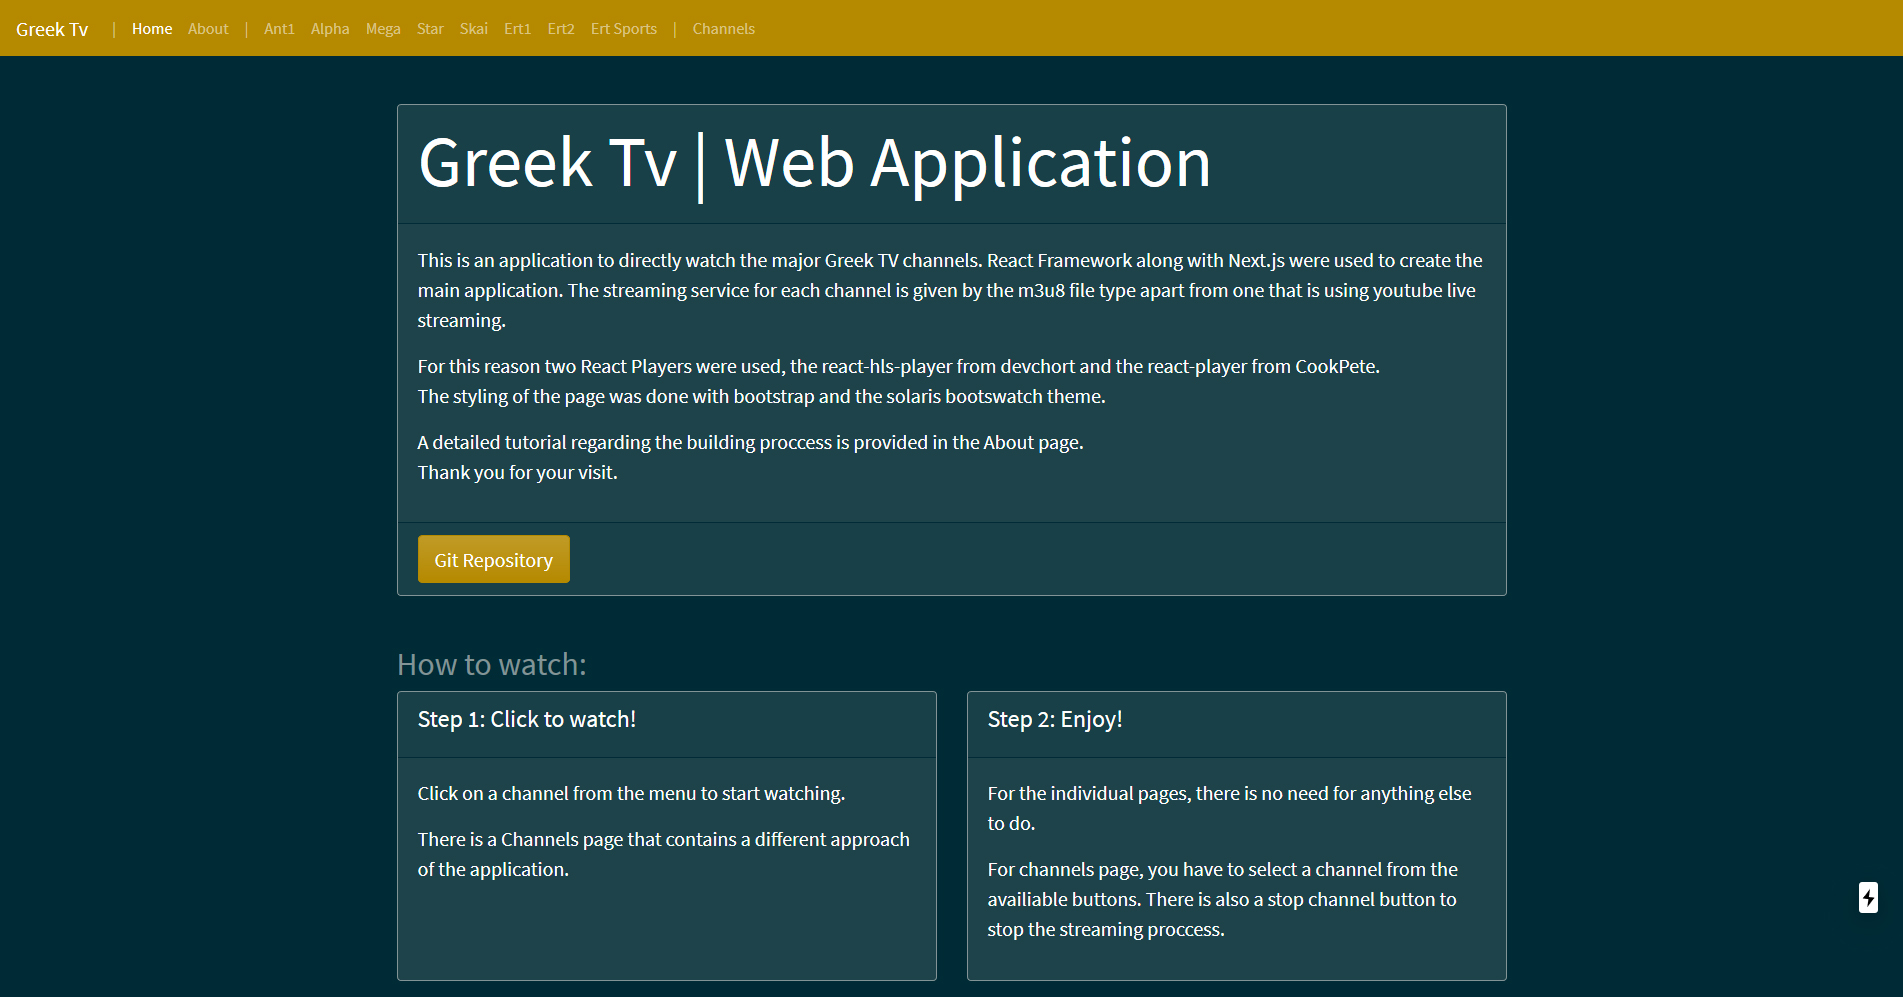 Greek Tv | Home About | Ant1 Alpha Mega Star Skai Ert1 Ert2 Ert Sports | Channels
Greek Tv | Web Application
This is an application to directly watch the major Greek TV channels. React Framework along with Next.js were used to create the
main application. The streaming service for each channel is given by the m3u8 file type apart from one that is using youtube live
streaming.
For this reason two React Players were used, the react-hls-player from devchort and the react-player from CookPete.
The styling of the page was done with bootstrap and the solaris bootswatch theme.
A detailed tutorial regarding the building proccess is provided in the About page.
Thank you for your visit.
Git Repository
How to watch:
Step 1: Click to watch!
Click on a channel from the menu to start watching.
There is a Channels page that contains a different approach
of the application.
Step 2: Enjoy!
For the individual pages, there is no need for anything else
to do.
For channels page, you have to select a channel from the
availiable buttons. There is also a stop channel button to
stop the streaming proccess.